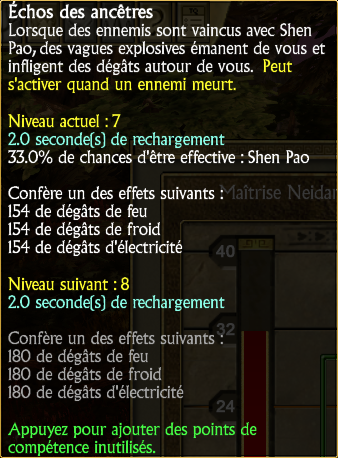 Échos des ancêtres
Lorsque des ennemis sont vaincus avec Shen
Pao, des vagues explosives émanent de vous et
infligent des dégâts autour de vous. Peut
s'activer quand un ennemi meurt.
Niveau actuel : 7
2.0 seconde(s) de rechargement
33.0% de chances d'être effective : Shen Pao
Confère un des effets suivants :
154 de dégâts de feu
154 de dégâts de froid
154 de dégâts d'électricité
Niveau suivant : 8
2.0 seconde(s) de rechargement
Confère un des effets suivants :
180 de dégâts de feu
180 de dégâts de froid
180 de dégâts d'électricité
Appuyez pour ajouter des points de
compétence inutilisés.
Maîtrise Neidan
40
32
24